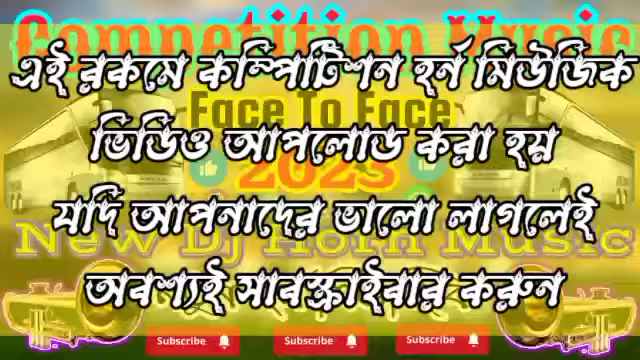 Competition Music
এই রকমে কম্পিটিশন হর্ন মিউজিক
Face To Face
ভিডিও আপলোড করা হয়
2023
যদি আপনাদের ভালো লাগলেই
New Dj Horn Music
অবশ্যই সাবস্ক্রাইবার করুন
Subscribe
Subscribe
Subscribe